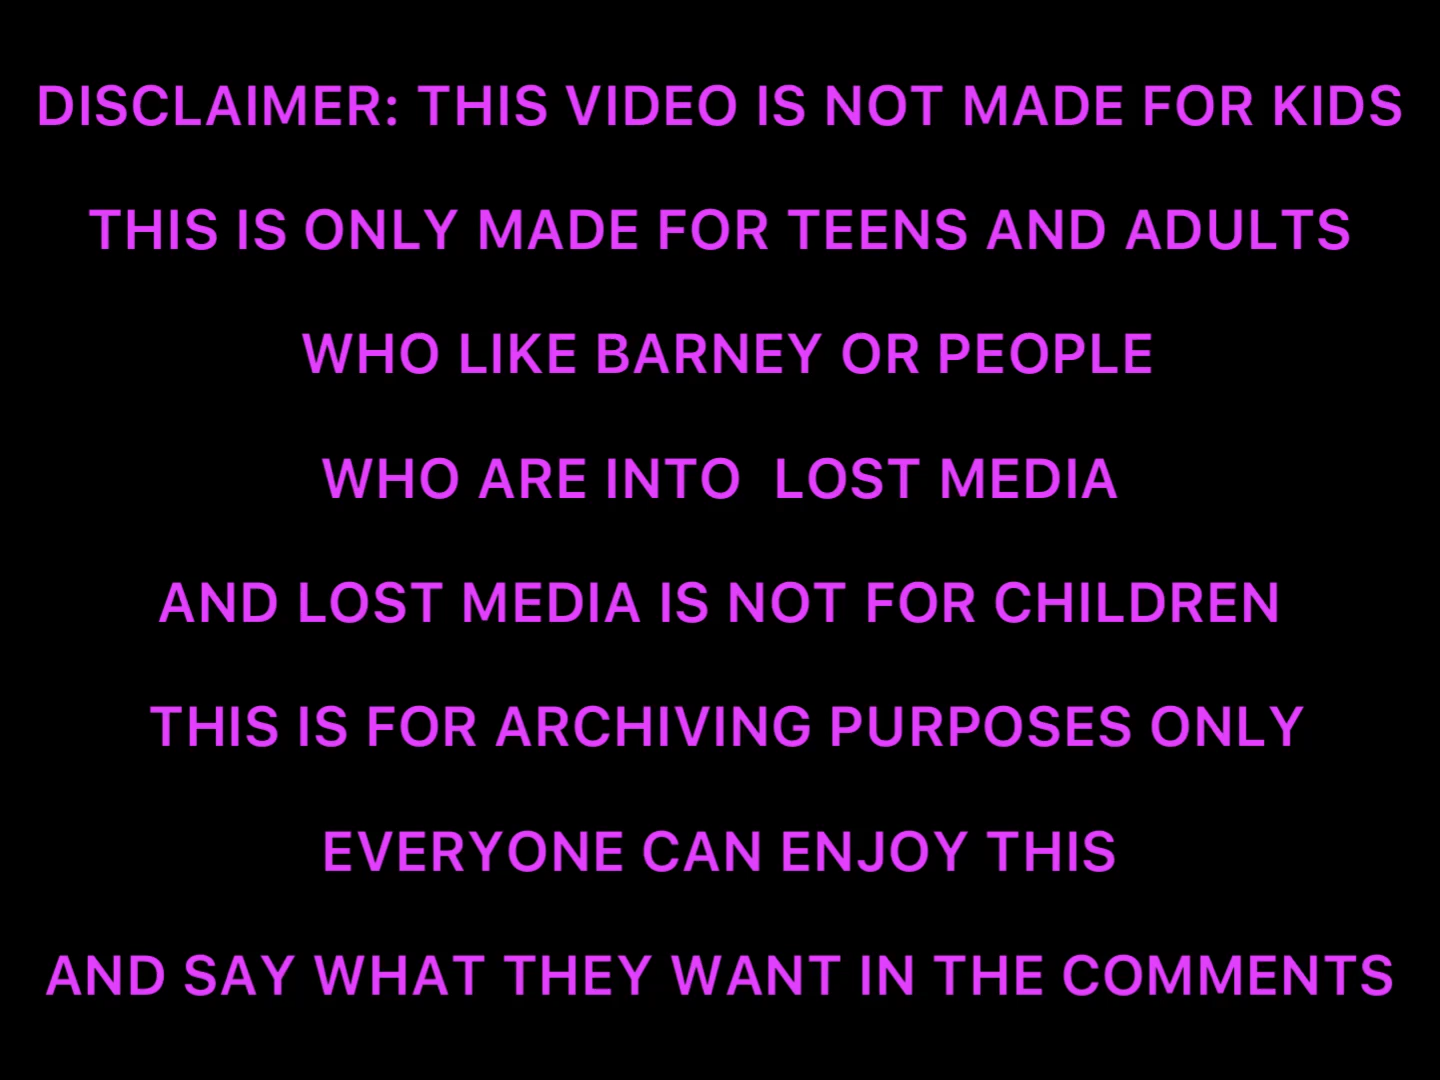 DISCLAIMER: THIS VIDEO IS NOT MADE FOR KIDS
THIS IS ONLY MADE FOR TEENS AND ADULTS
WHO LIKE BARNEY OR PEOPLE
WHO ARE INTO  LOST MEDIA
AND LOST MEDIA IS NOT FOR CHILDREN
THIS IS FOR ARCHIVING PURPOSES ONLY
EVERYONE CAN ENJOY THIS
AND SAY WHAT THEY WANT IN THE COMMENTS